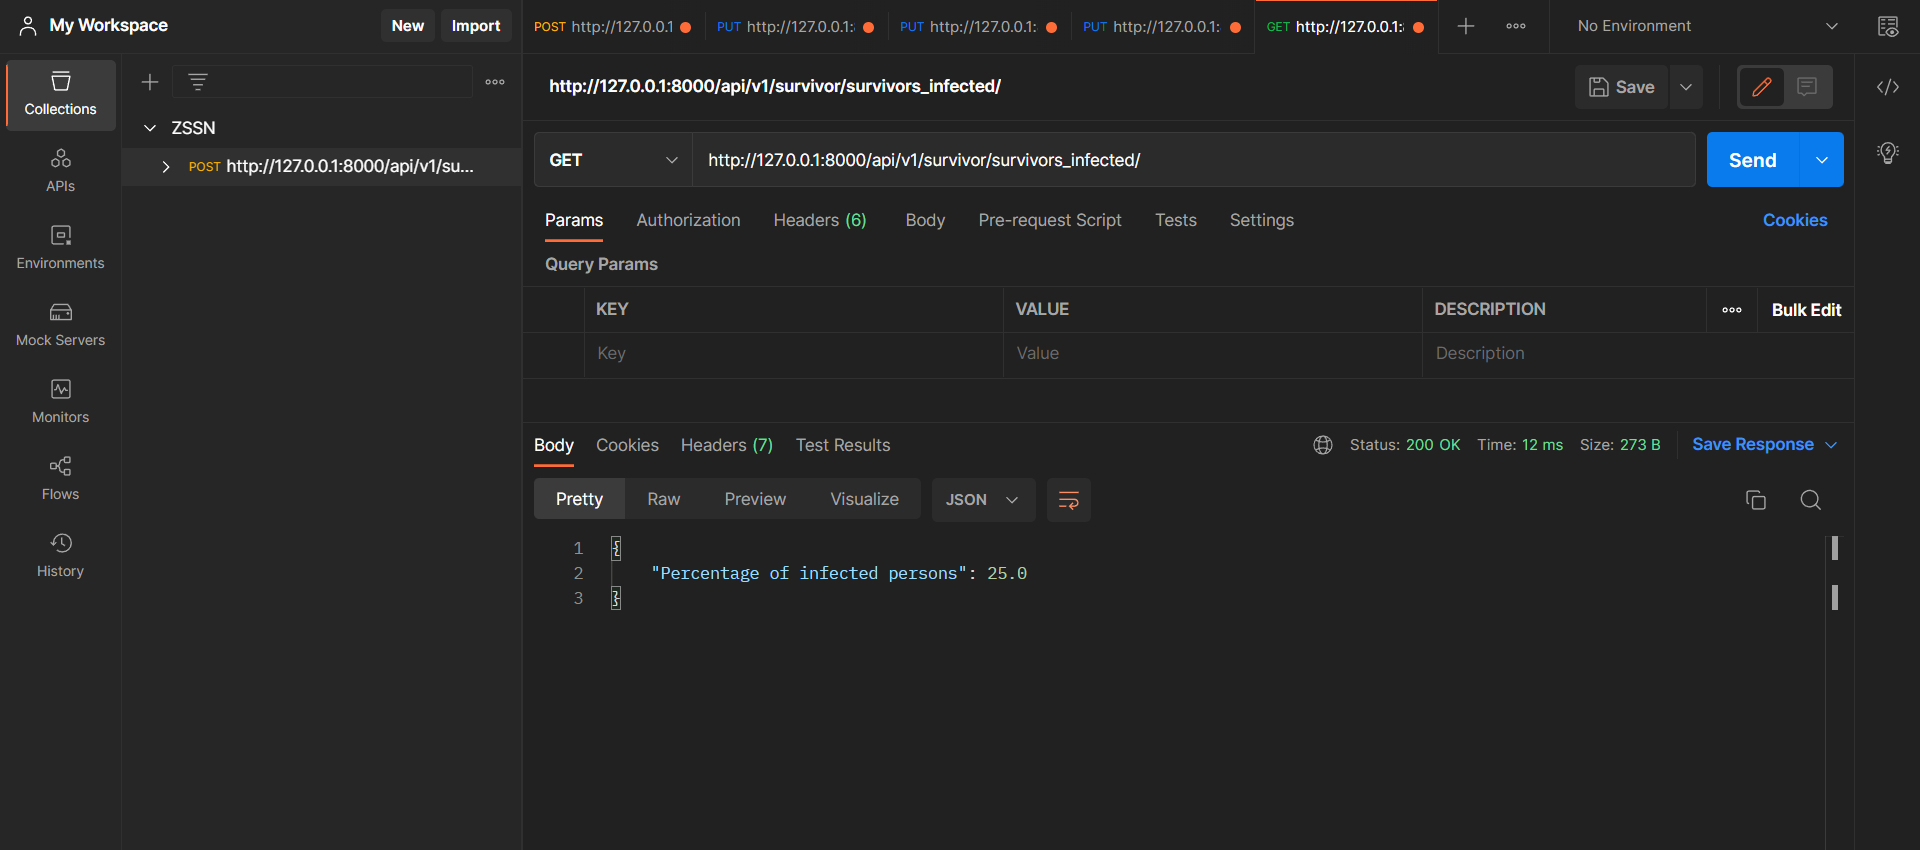 My Workspace
New
Import
POST http://127.0.0.1
PUT http://127.0.0.1:
PUT http://127.0.0.1:
PUT http://127.0.0.1:
GET http://127.0.0.1:
No Environment
Collections
APIs
Environments
Mock Servers
Monitors
Flows
History
ZSSN
POST http://127.0.0.1:8000/api/v1/su...
http://127.0.0.1:8000/api/v1/survivor/survivors_infected/
Save
GET
http://127.0.0.1:8000/api/v1/survivor/survivors_infected/
Send
Params Authorization Headers (6) Body Pre-request Script Tests Settings Cookies
Query Params
KEY VALUE DESCRIPTION Bulk Edit
Key Value Description
Body Cookies Headers (7) Test Results Status: 200 OK Time: 12 ms Size: 273 B Save Response
Pretty Raw Preview Visualize JSON
1 {
2 "Percentage of infected persons": 25.0
3 }